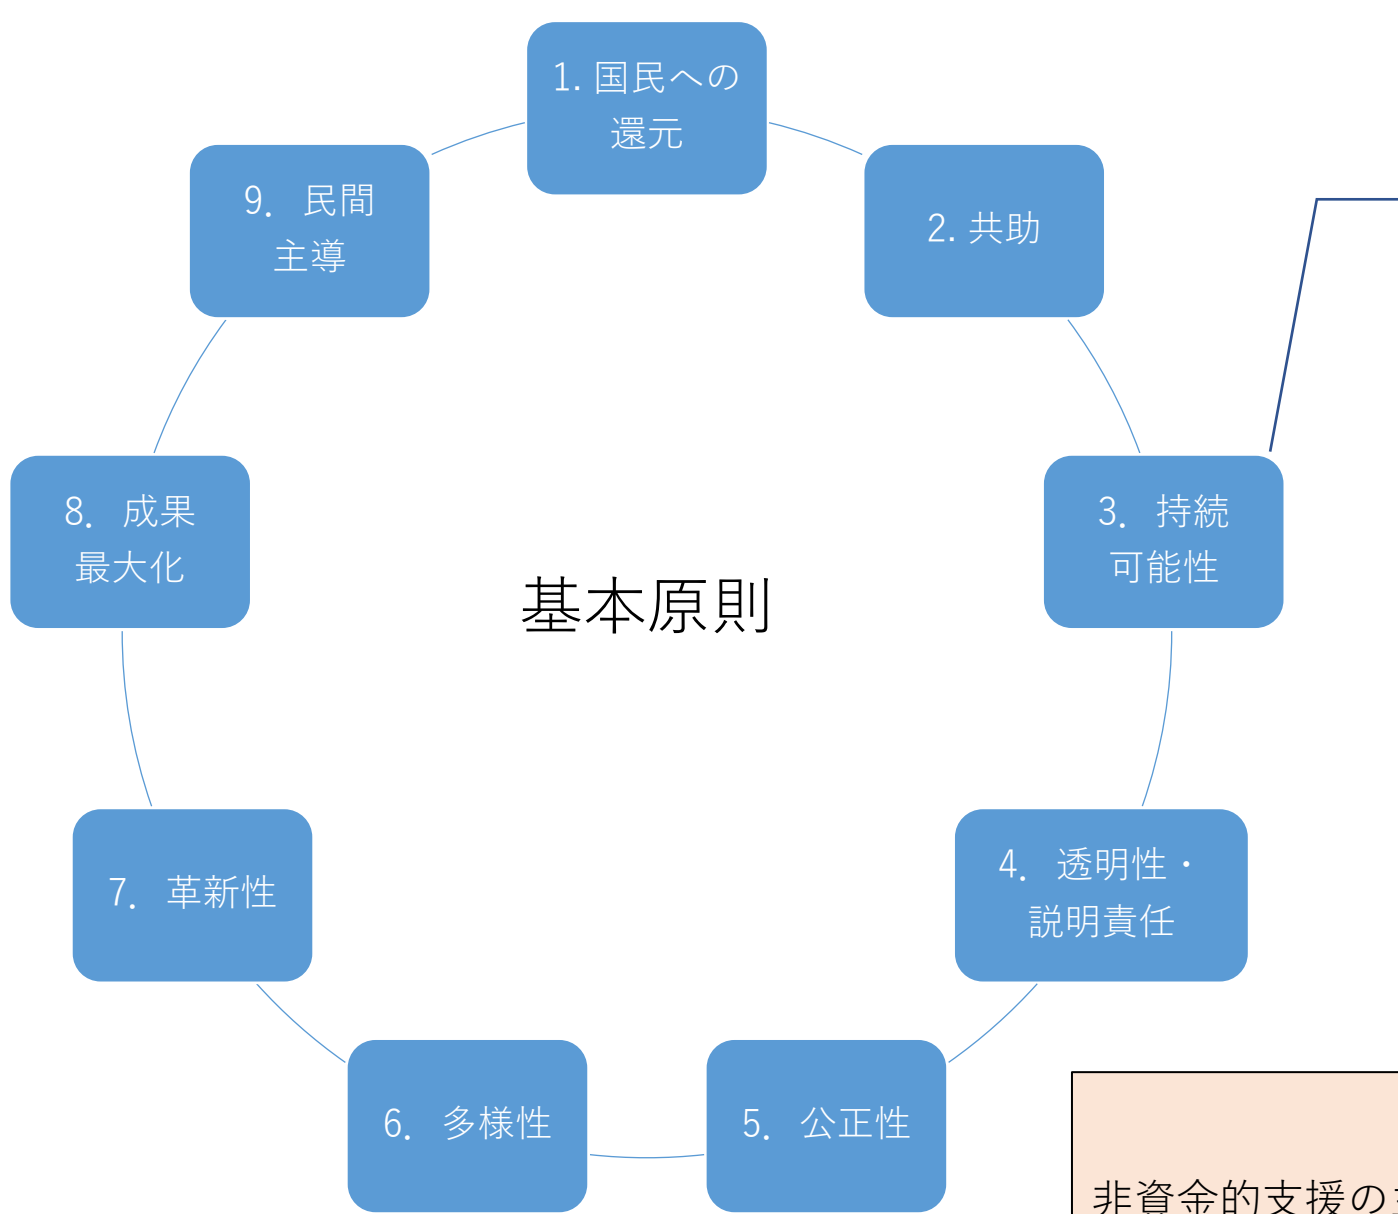 1. 国民への
還元
2. 共助
3. 持続
可能性
4. 透明性・
説明責任
5. 公正性
6. 多様性
7. 革新性
8. 成果
最大化
9. 民間
主導
基本原則
非資金的支援の